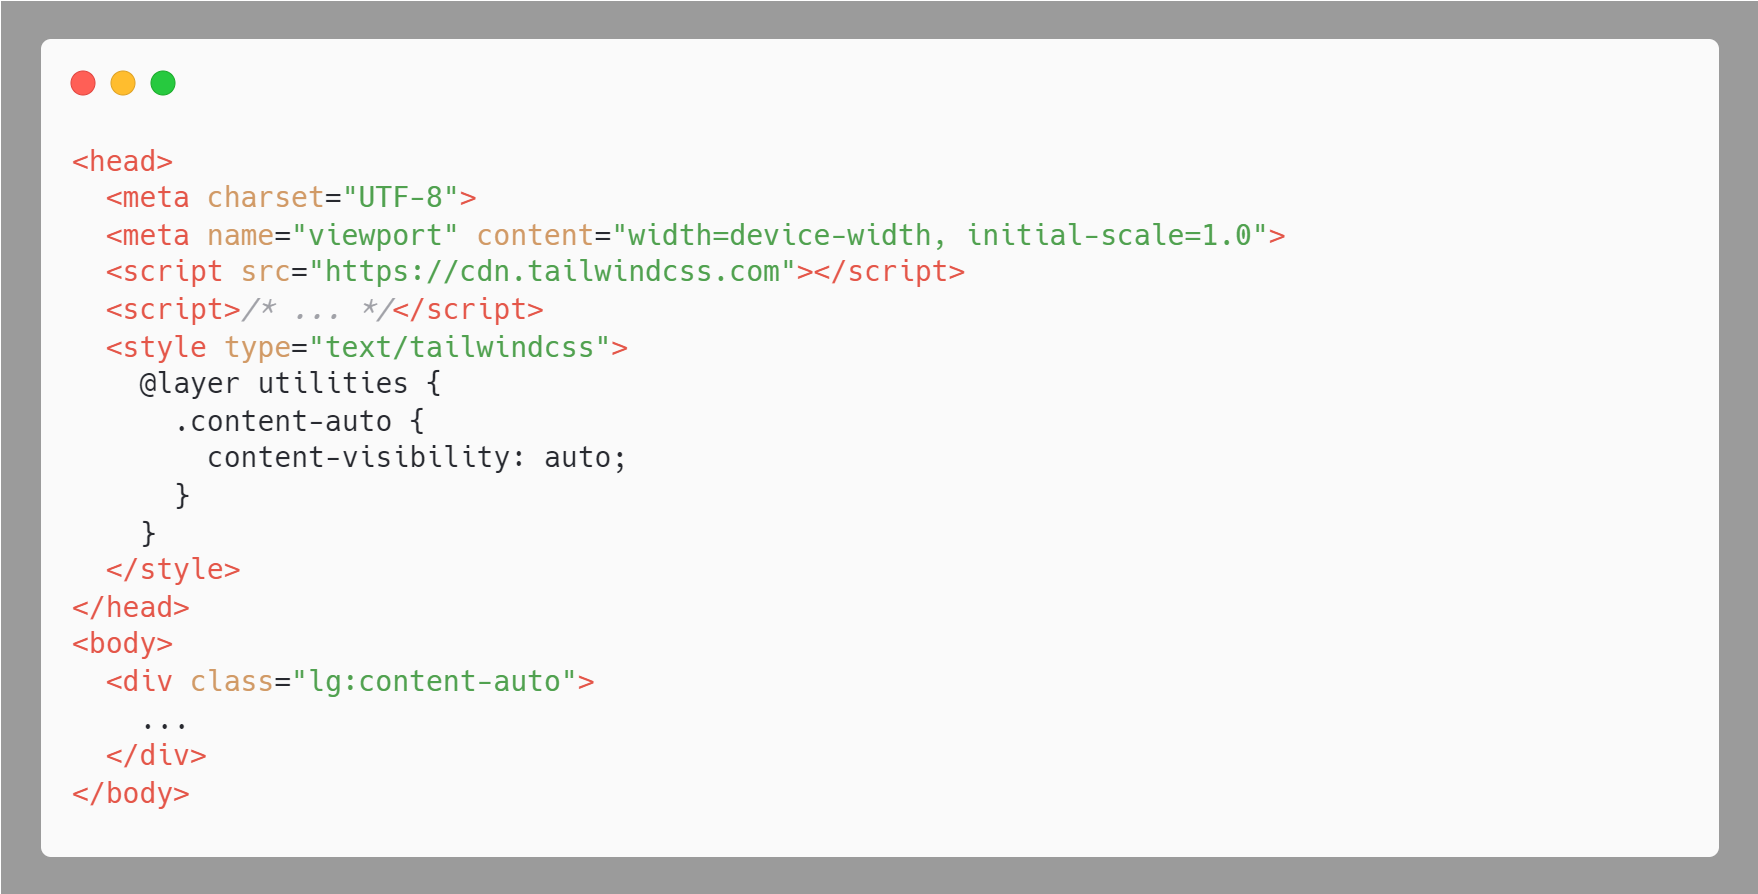 <head>
  <meta charset="UTF-8">
  <meta name="viewport" content="width=device-width, initial-scale=1.0">
  <script src="https://cdn.tailwindcss.com"></script>
  <script>/* ... */</script>
  <style type="text/tailwindcss">
    @layer utilities {
      .content-auto {
        content-visibility: auto;
      }
    }
  </style>
</head>
<body>
  <div class="lg:content-auto">
    ...
  </div>
</body>